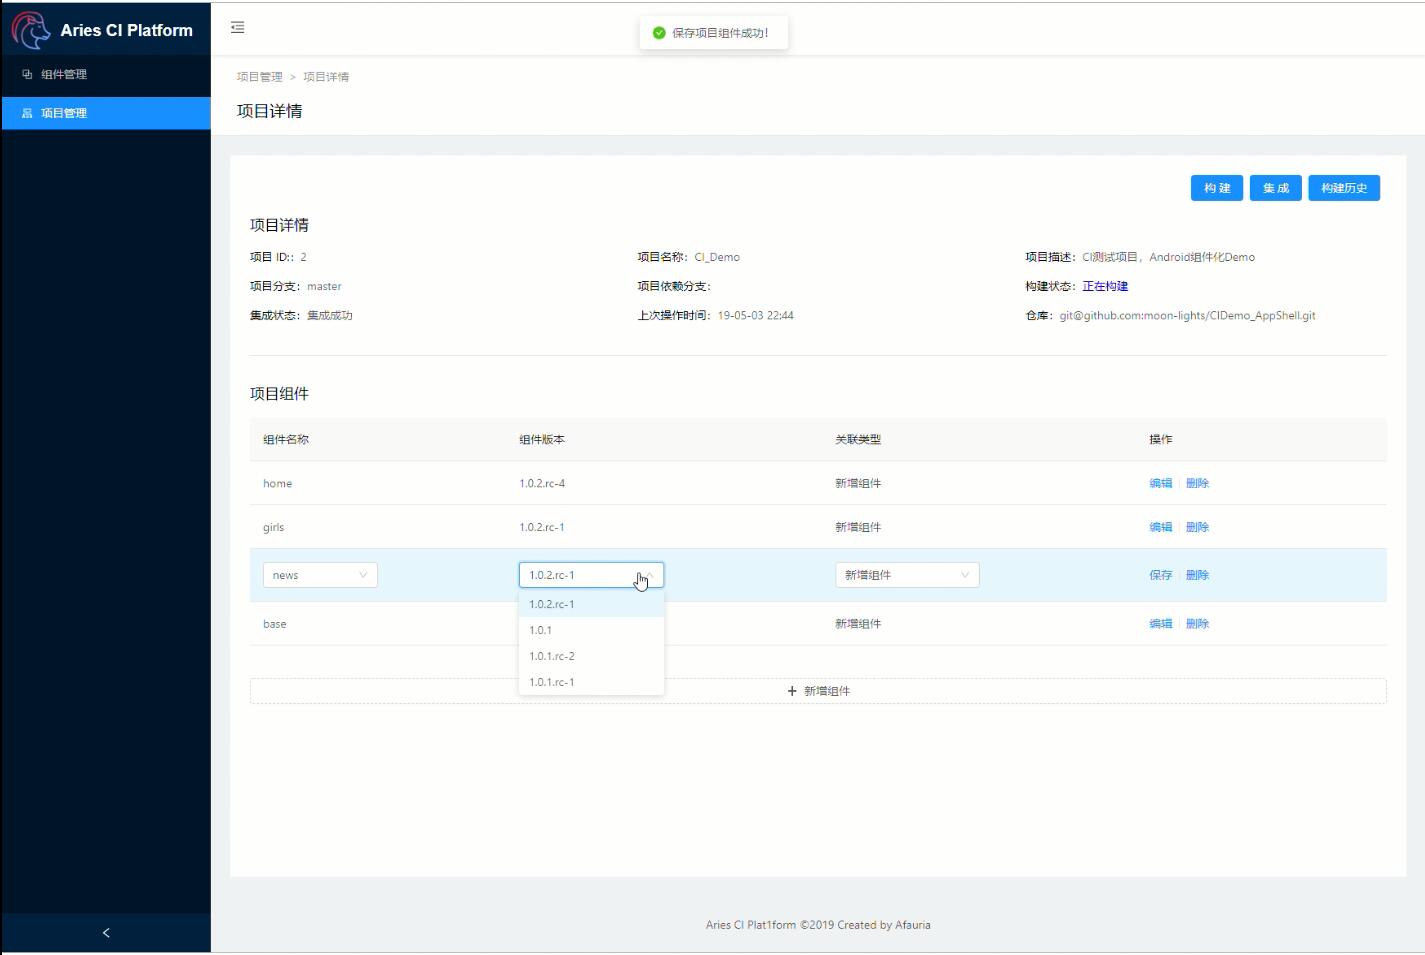 Aries CI Platform
保存项目组件成功！
组件管理
项目管理
项目管理 > 项目详情
项目详情
构 建 集 成 构建历史
项目详情
项目 ID:: 2 项目名称: CI_Demo 项目描述: CI测试项目，Android组件化Demo
项目分支: master 项目依赖分支: 构建状态: 正在构建
集成状态: 集成成功 上次操作时间: 19-05-03 22:44 仓库: git@github.com:moon-lights/CIDemo_AppShell.git
项目组件
组件名称 组件版本 关联类型 操作
home 1.0.2.rc-4 新增组件 编辑 删除
girls 1.0.2.rc-1 新增组件 编辑 删除
news 1.0.2.rc-1 新增组件 保存 删除
1.0.2.rc-1
base 新增组件 编辑 删除
1.0.1
1.0.1.rc-2
1.0.1.rc-1
+ 新增组件
Aries CI Plat1form ©2019 Created by Afauria